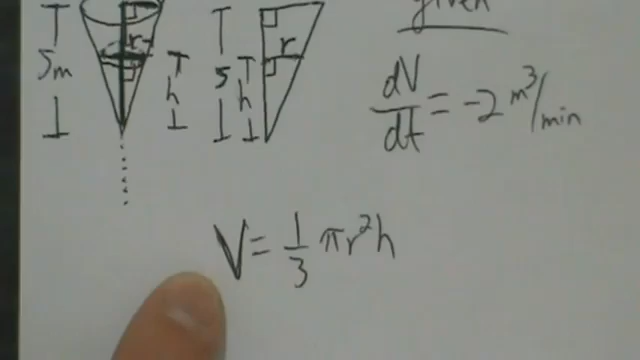 given
5m
r
h
5
h
r
dV/dt = -2 m³/min
V = 1/3 πr²h